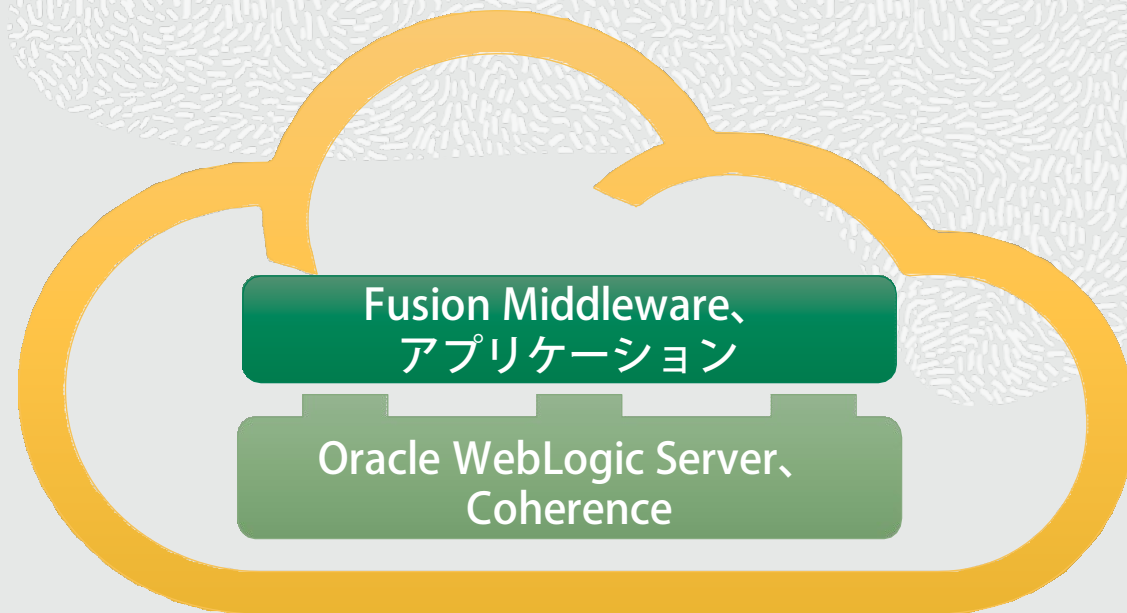 Fusion Middleware、
アプリケーション
Oracle WebLogic Server、
Coherence